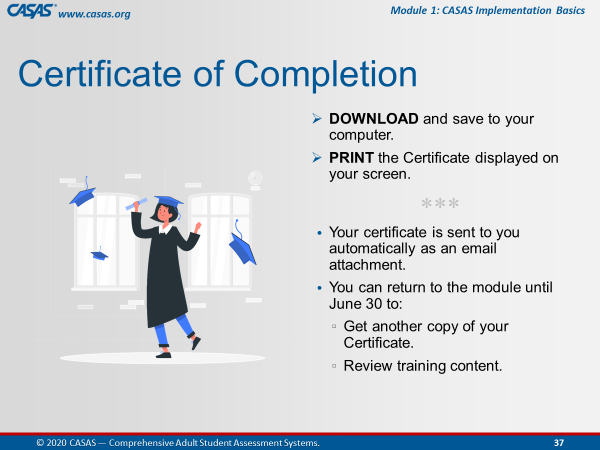 CASAS www.casas.org
Module 1: CASAS Implementation Basics
Certificate of Completion
➢ DOWNLOAD and save to your
computer.
➢ PRINT the Certificate displayed on
your screen.
***
• Your certificate is sent to you
automatically as an email
attachment.
• You can return to the module until
June 30 to:
▫ Get another copy of your
Certificate.
▫ Review training content.
© 2020 CASAS — Comprehensive Adult Student Assessment Systems.
37